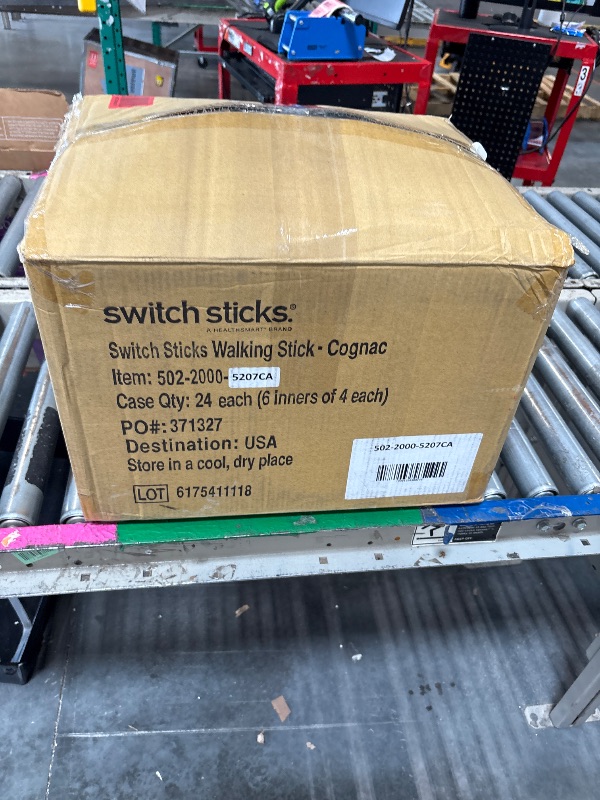 switch sticks.®
A HEALTHSMART® BRAND
Switch Sticks Walking Stick - Cognac
Item: 502-2000-5207CA
Case Qty: 24 each (6 inners of 4 each)
PO#: 371327
Destination: USA
Store in a cool, dry place
LOT 6175411118
502-2000-5207CA
3